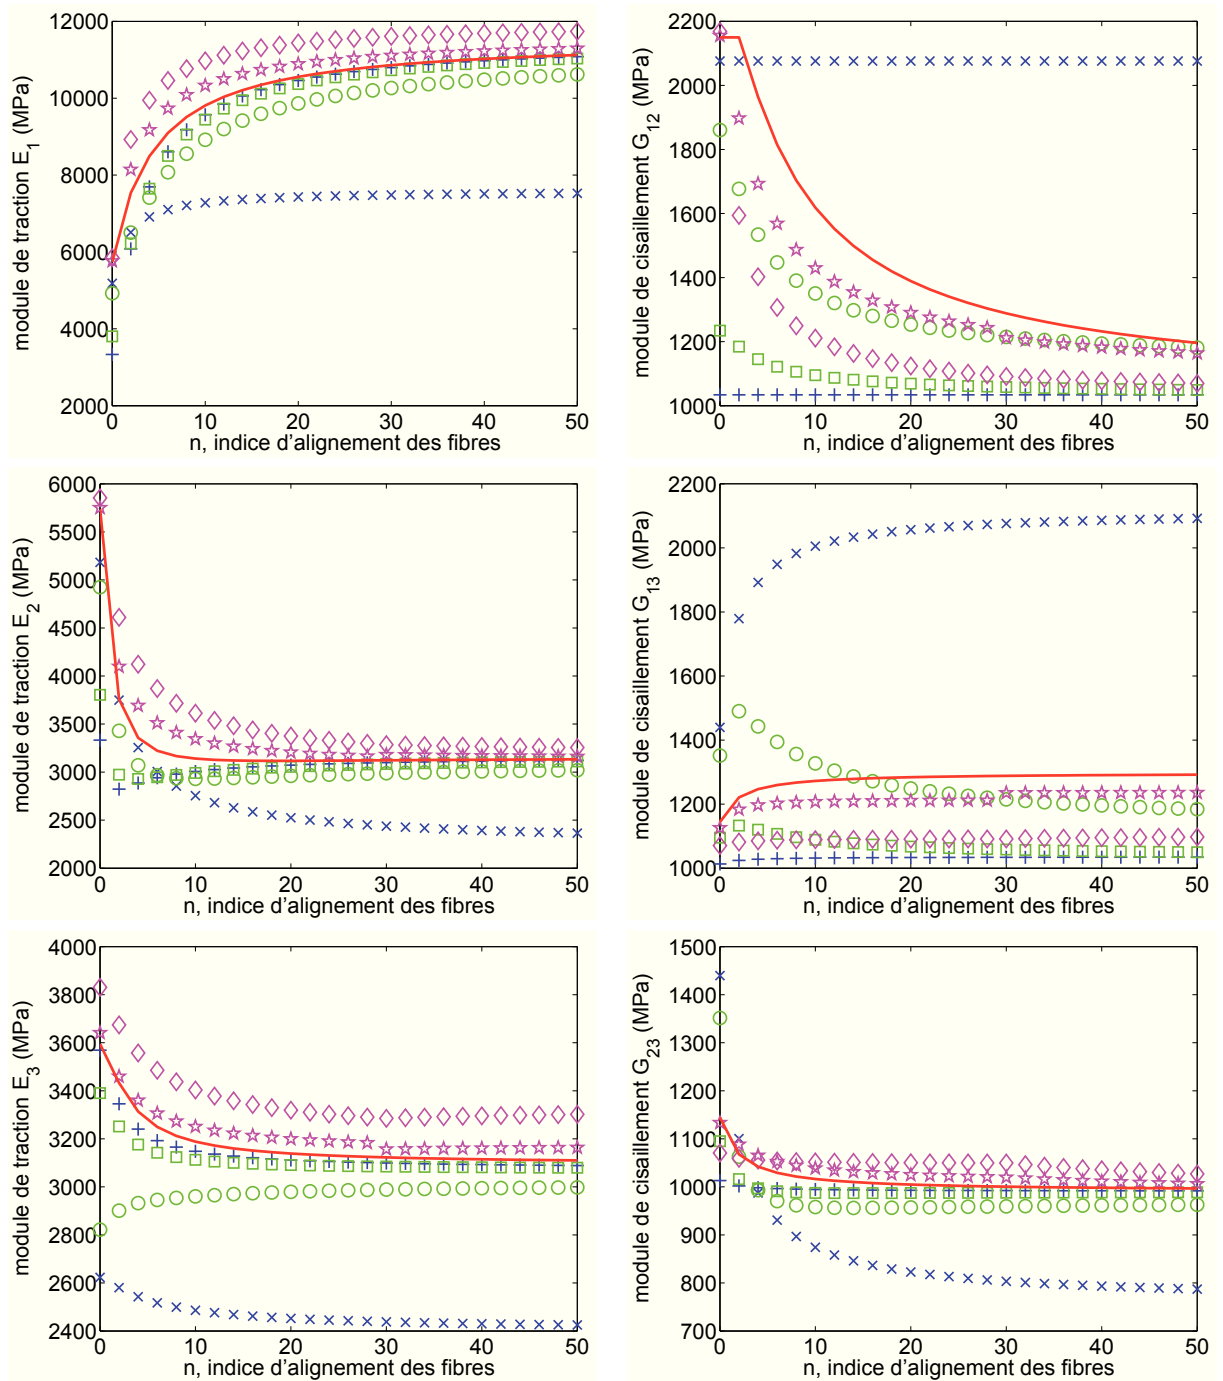 12000
10000
8000
6000
4000
2000
0 10 20 30 40 50
module de traction E1 (MPa)
n, indice d'alignement des fibres
2200
2000
1800
1600
1400
1200
1000
0 10 20 30 40 50
module de cisaillement G12 (MPa)
n, indice d'alignement des fibres
6000
5500
5000
4500
4000
3500
3000
2500
2000
0 10 20 30 40 50
module de traction E2 (MPa)
n, indice d'alignement des fibres
2200
2000
1800
1600
1400
1200
1000
0 10 20 30 40 50
module de cisaillement G13 (MPa)
n, indice d'alignement des fibres
4000
3800
3600
3400
3200
3000
2800
2600
2400
0 10 20 30 40 50
module de traction E3 (MPa)
n, indice d'alignement des fibres
1500
1400
1300
1200
1100
1000
900
800
700
0 10 20 30 40 50
module de cisaillement G23 (MPa)
n, indice d'alignement des fibres